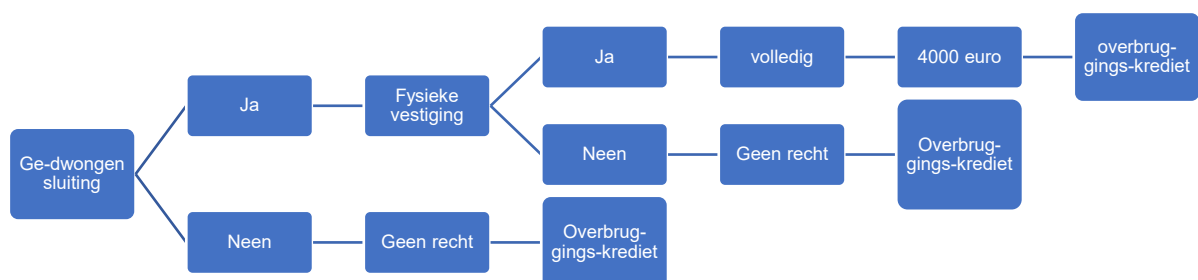 Ja
volledig
4000 euro
overbrug-
gings-krediet
Ja
Fysieke
vestiging
Neen
Geen recht
Overbrug-
gings-krediet
Ge-dwongen
sluiting
Neen
Geen recht
Overbrug-
gings-krediet